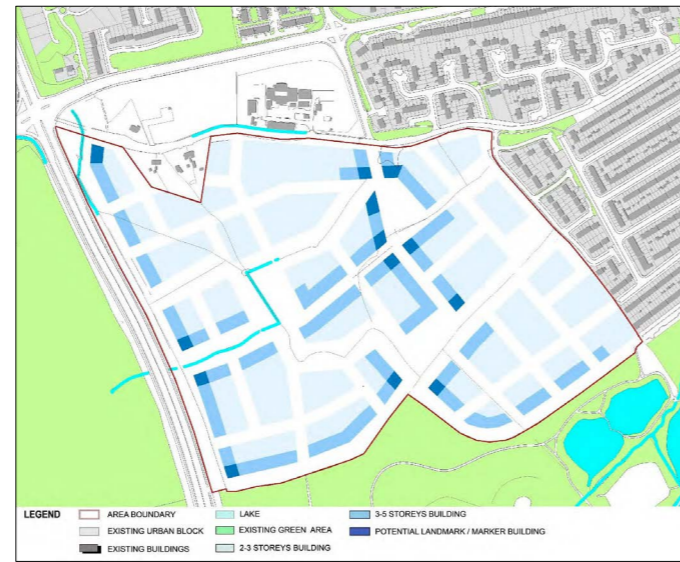 LEGEND
AREA BOUNDARY
LAKE
3-5 STOREYS BUILDING
EXISTING URBAN BLOCK
EXISTING GREEN AREA
POTENTIAL LANDMARK / MARKER BUILDING
EXISTING BUILDINGS
2-3 STOREYS BUILDING